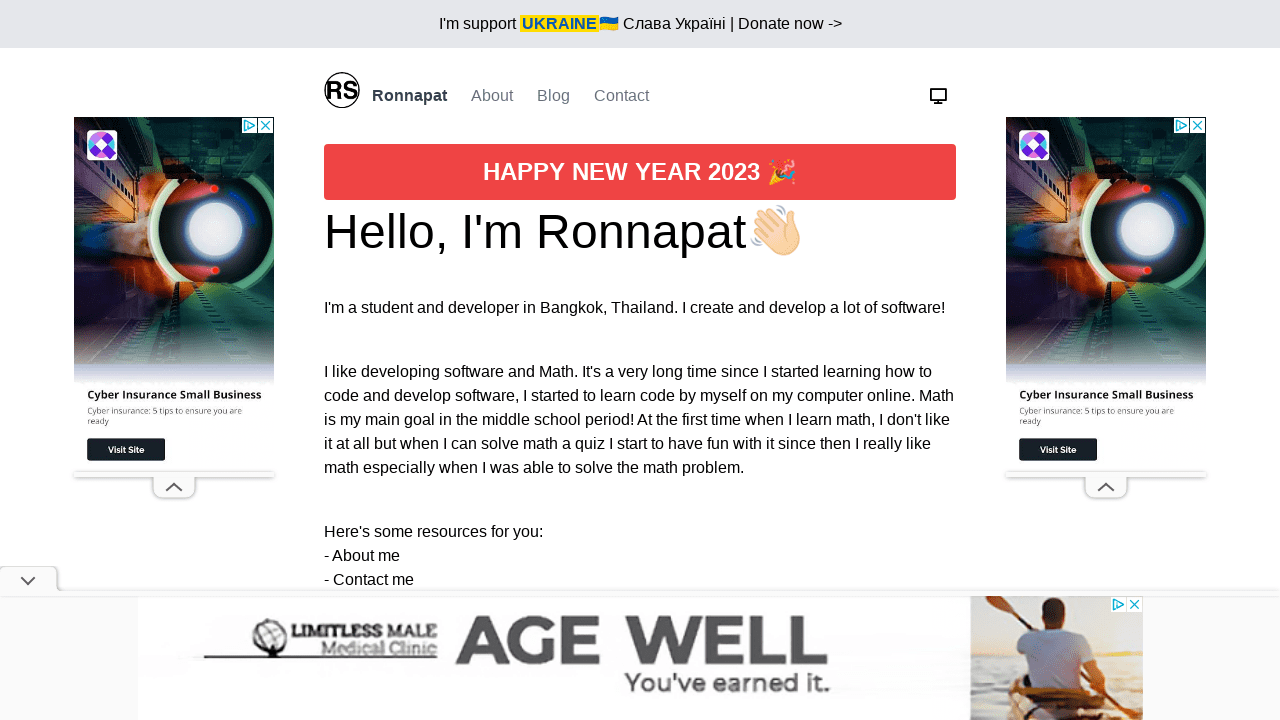 I'm support UKRAINE🇺🇦 Слава Україні | Donate now ->
RS Ronnapat About Blog Contact
HAPPY NEW YEAR 2023 🎉
Hello, I'm Ronnapat👋🏻
I'm a student and developer in Bangkok, Thailand. I create and develop a lot of software!
I like developing software and Math. It's a very long time since I started learning how to
code and develop software, I started to learn code by myself on my computer online. Math
is my main goal in the middle school period! At the first time when I learn math, I don't like
it at all but when I can solve math a quiz I start to have fun with it since then I really like
math especially when I was able to solve the math problem.
Here's some resources for you:
- About me
- Contact me
Cyber Insurance Small Business
Cyber insurance: 5 tips to ensure you are
ready
Visit Site
Cyber Insurance Small Business
Cyber insurance: 5 tips to ensure you are
ready
Visit Site
LIMITLESS MALE
Medical Clinic
AGE WELL
You've earned it.